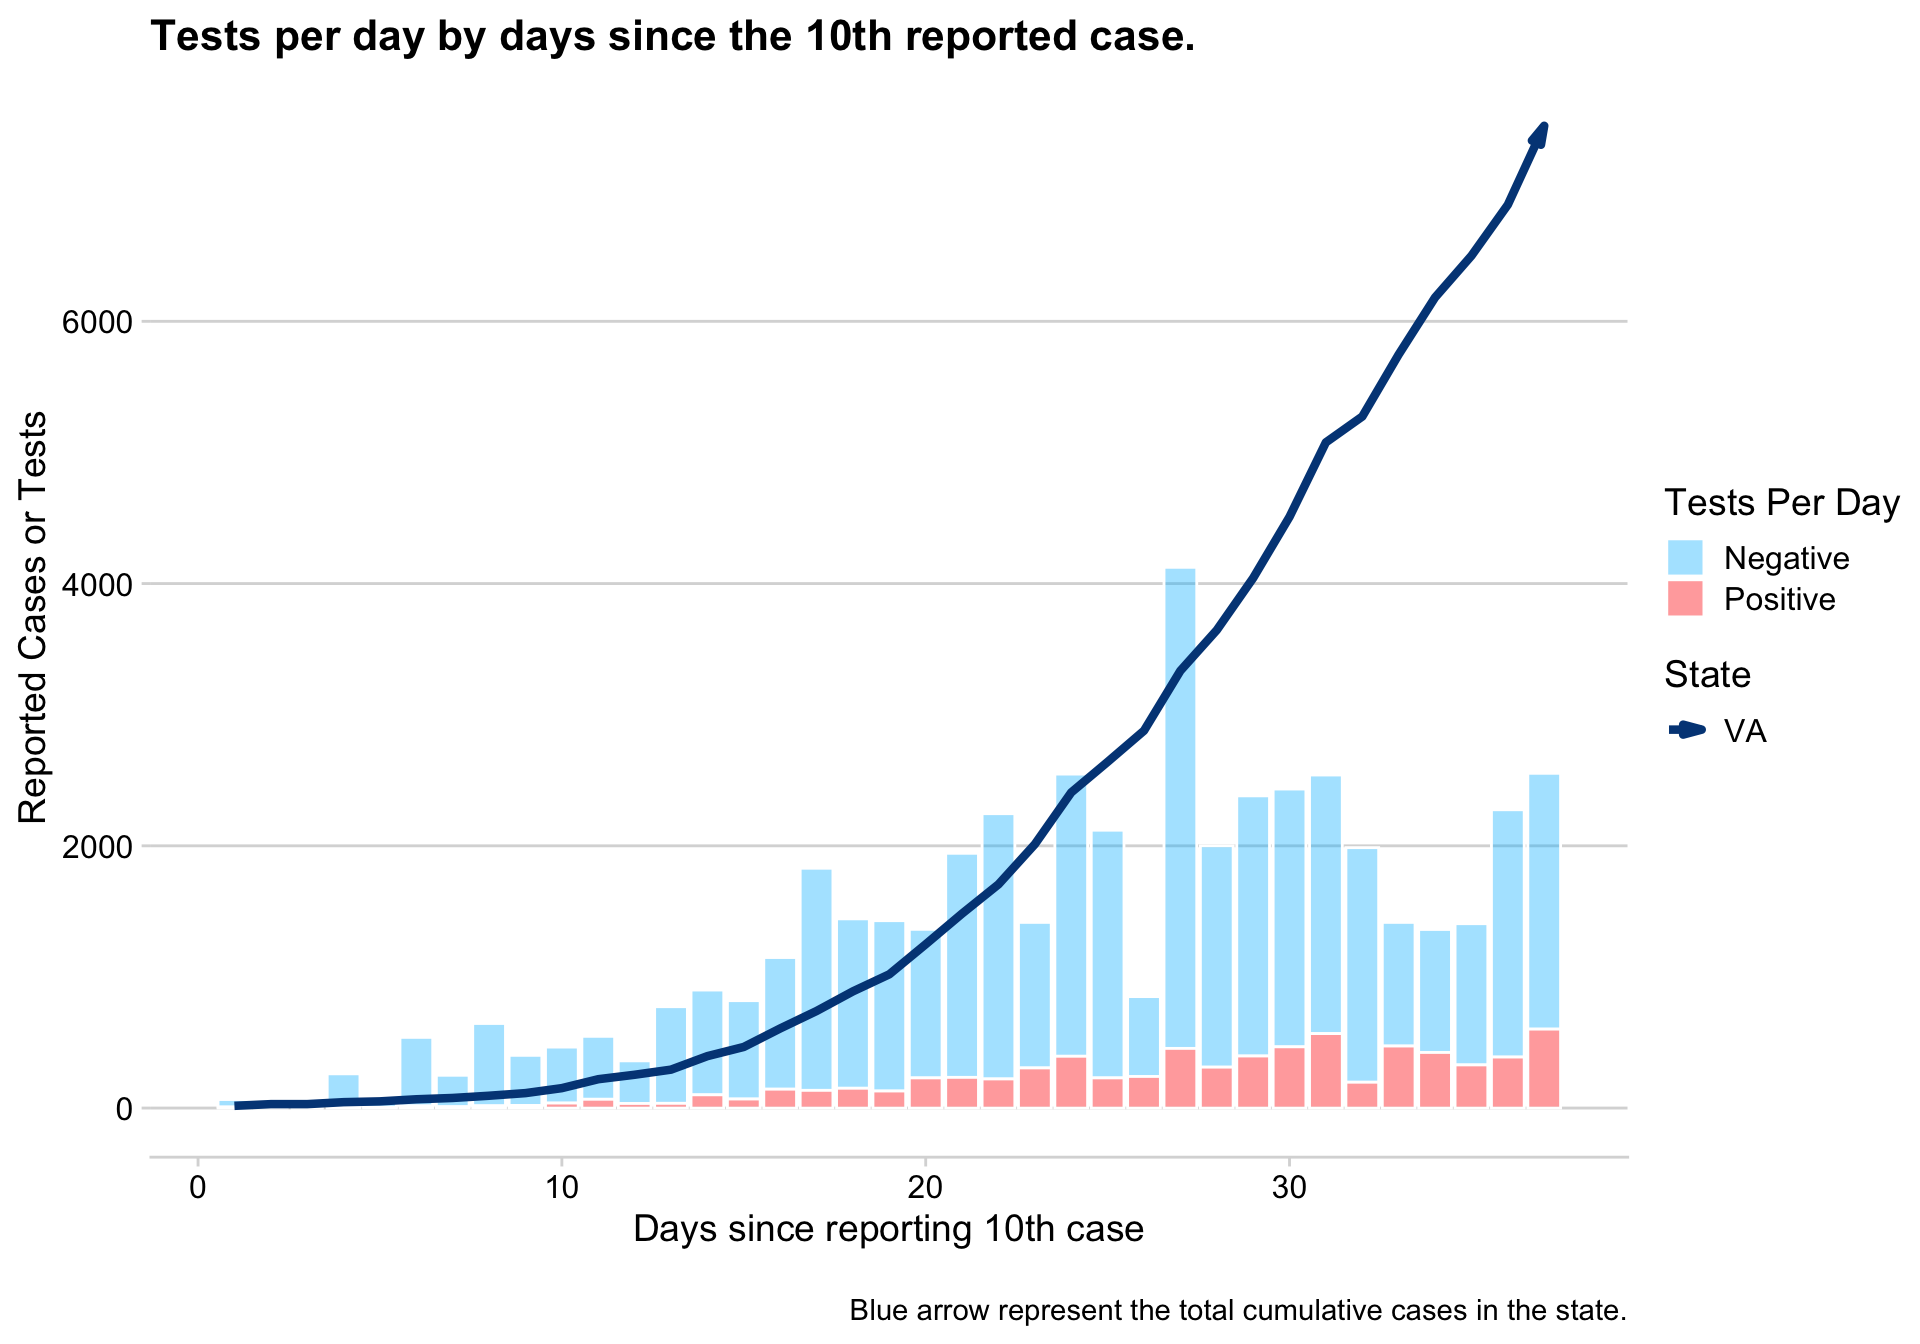 Tests per day by days since the 10th reported case.
6000
4000
2000
0
Reported Cases or Tests
0 10 20 30
Days since reporting 10th case
Tests Per Day
Negative
Positive
State
VA
Blue arrow represent the total cumulative cases in the state.